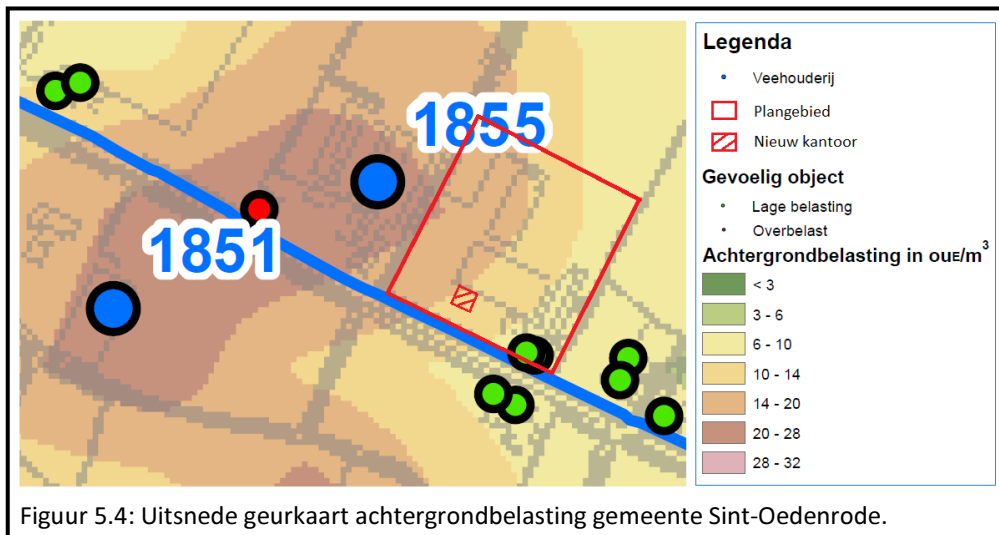 1855
1851
Legenda
Veehouderij
Plangebied
Nieuw kantoor
Gevoelig object
Lage belasting
Overbelast
Achtergrondbelasting in ouE/m³
< 3
3 - 6
6 - 10
10 - 14
14 - 20
20 - 28
28 - 32
Figuur 5.4: Uitsnede geurkaart achtergrondbelasting gemeente Sint-Oedenrode.